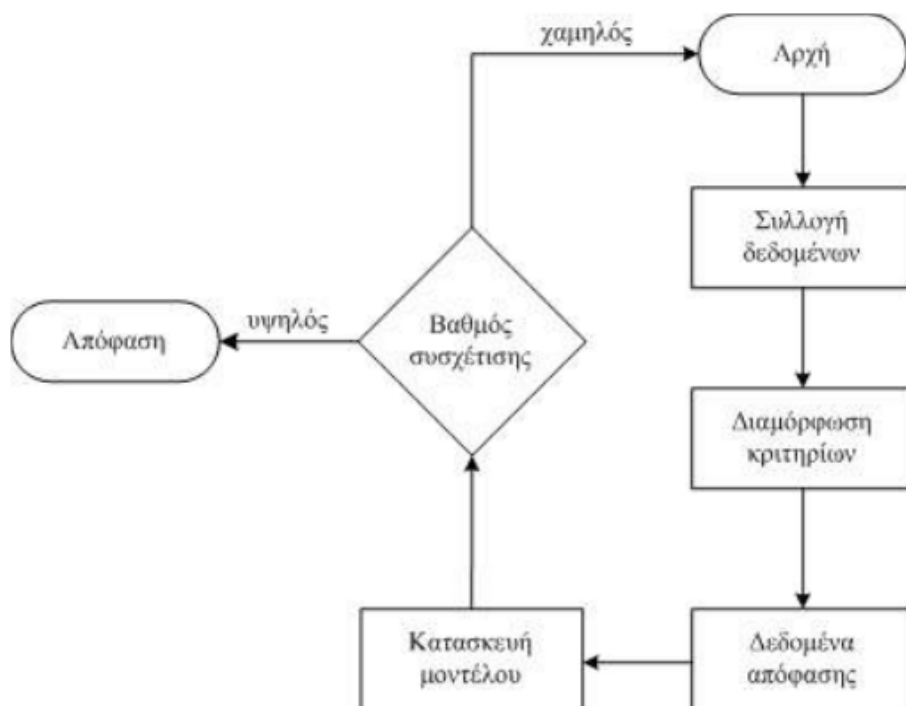 χαμηλός
Αρχή
Συλλογή
δεδομένων
Διαμόρφωση
κριτηρίων
Δεδομένα
απόφασης
Κατασκευή
μοντέλου
Βαθμός
συσχέτισης
υψηλός
Απόφαση